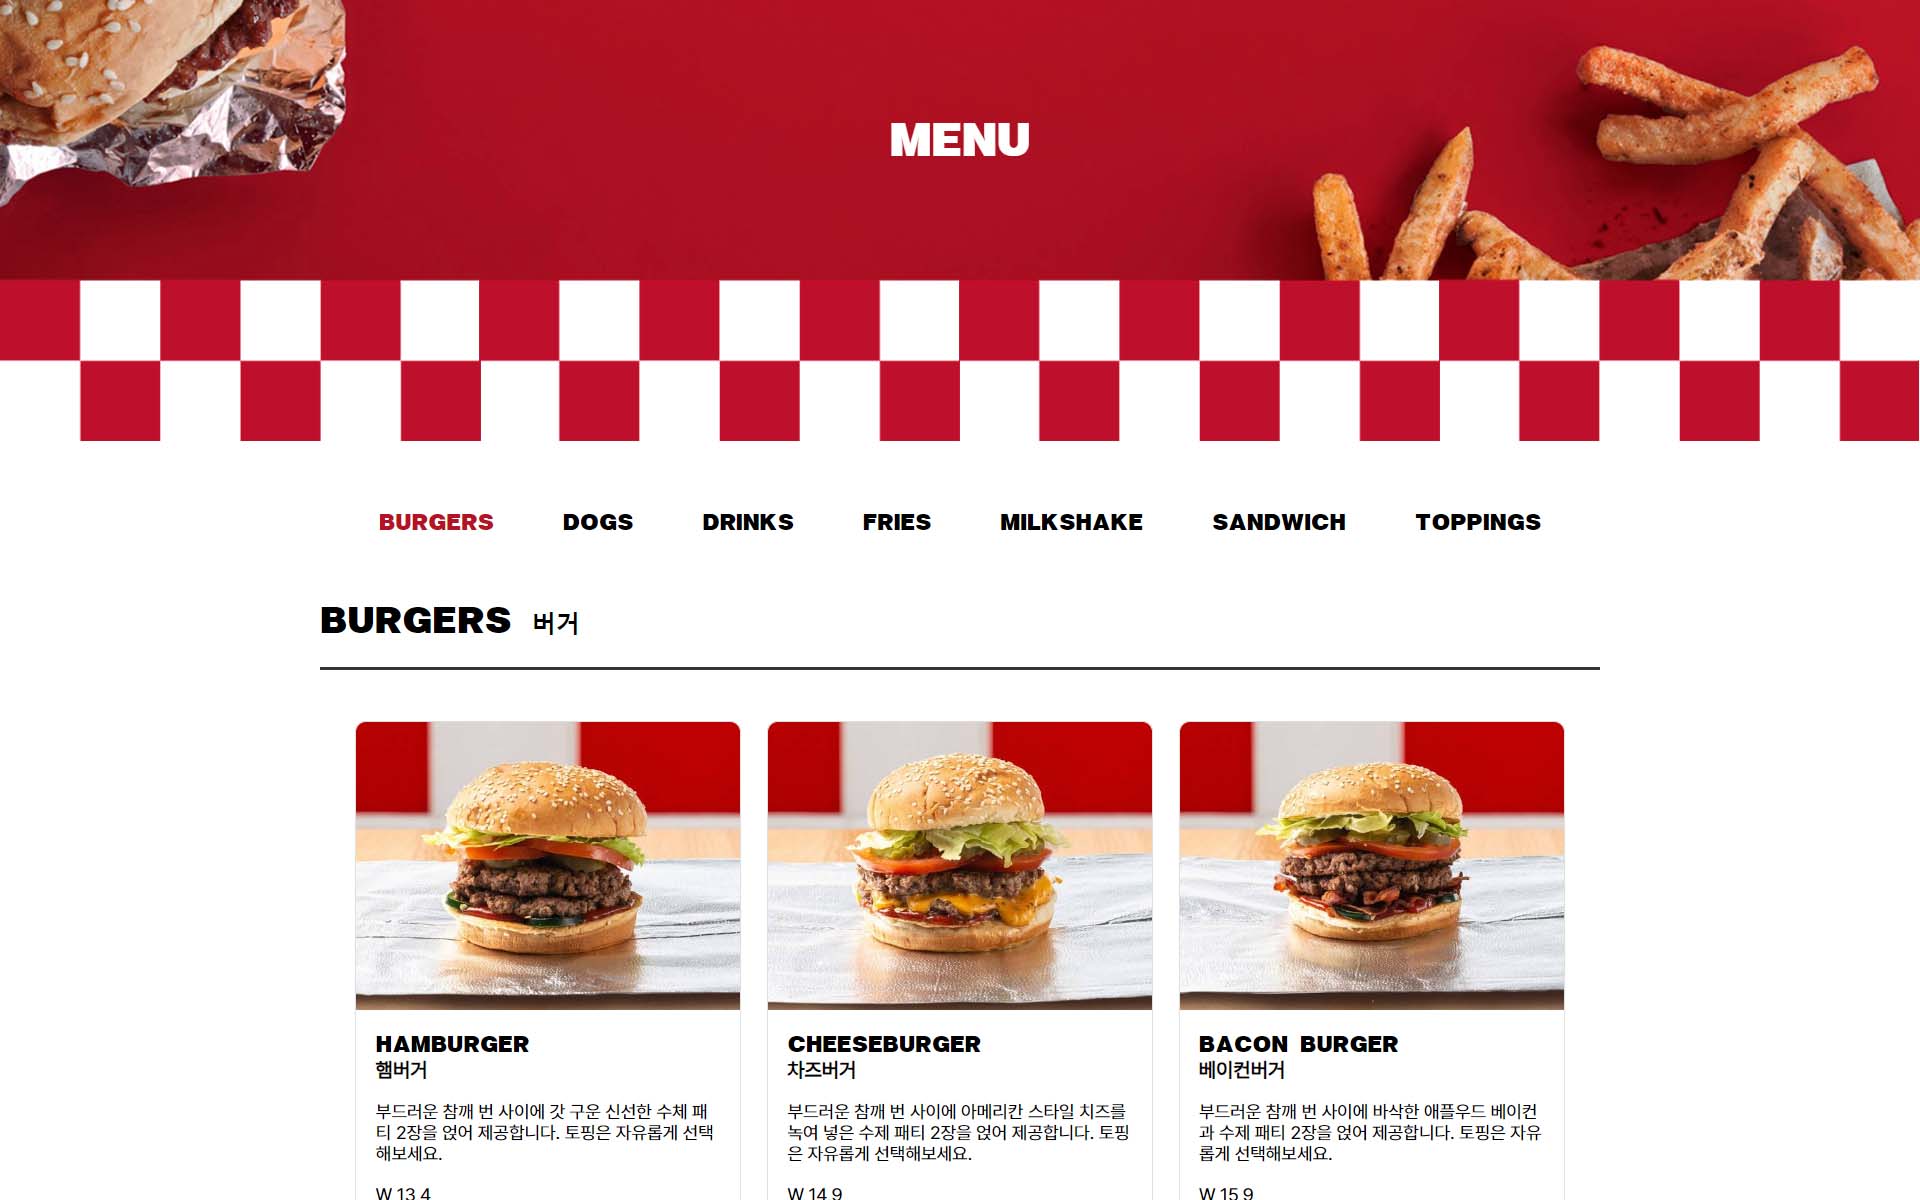 MENU
BURGERS DOGS DRINKS FRIES MILKSHAKE SANDWICH TOPPINGS
BURGERS 버거
HAMBURGER
햄버거
부드러운 참깨 번 사이에 갓 구운 신선한 수체 패
티 2장을 얹어 제공합니다. 토핑은 자유롭게 선택
해보세요.
W 13.4
CHEESEBURGER
차즈버거
부드러운 참깨 번 사이에 아메리칸 스타일 치즈를
녹여 넣은 수제 패티 2장을 얹어 제공합니다. 토핑
은 자유롭게 선택해보세요.
W 14.9
BACON BURGER
베이컨버거
부드러운 참깨 번 사이에 바삭한 애플우드 베이컨
과 수제 패티 2장을 얹어 제공합니다. 토핑은 자유
롭게 선택해보세요.
W 15.9